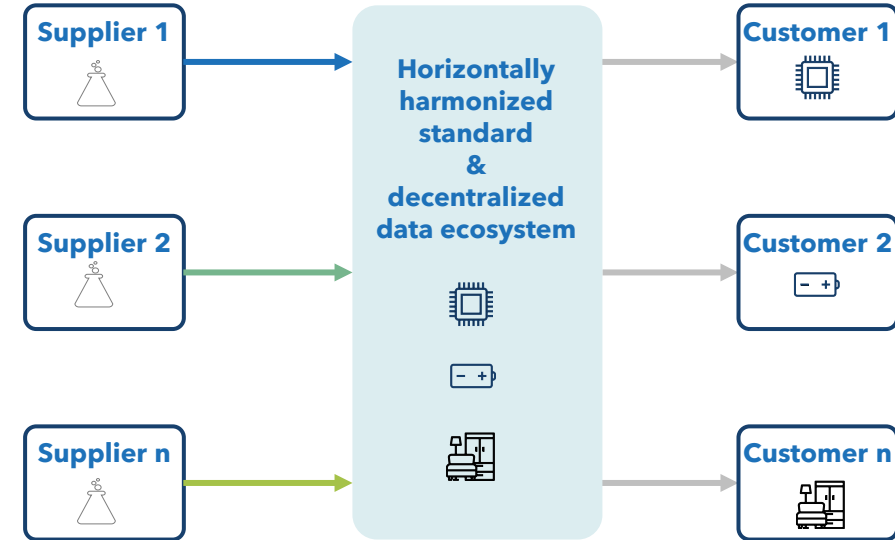 Supplier 1
Horizontally
harmonized
standard
&
decentralized
data ecosystem
Customer 1
Supplier 2
Customer 2
- +
- +
Supplier n
Customer n